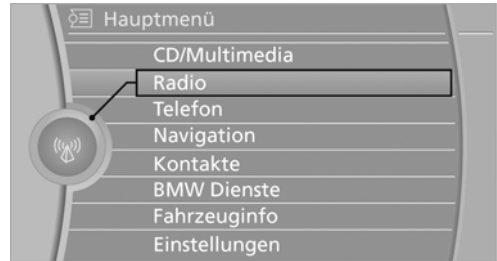 Hauptmenü
CD/Multimedia
Radio
Telefon
Navigation
Kontakte
BMW Dienste
Fahrzeuginfo
Einstellungen